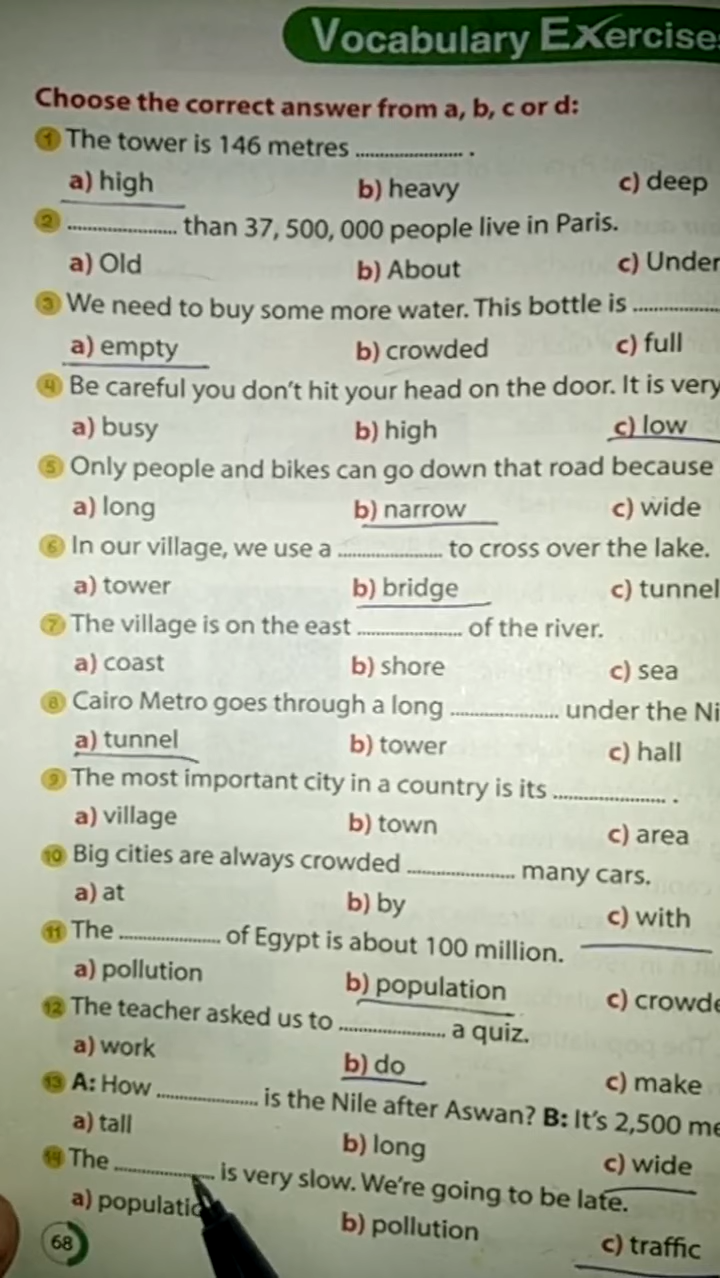 Vocabulary Exercise
Choose the correct answer from a, b, c or d:
1 The tower is 146 metres ...................... .
a) high b) heavy c) deep
2 ...................... than 37, 500, 000 people live in Paris.
a) Old b) About c) Under
3 We need to buy some more water. This bottle is ..................
a) empty b) crowded c) full
4 Be careful you don't hit your head on the door. It is very
a) busy b) high c) low
5 Only people and bikes can go down that road because
a) long b) narrow c) wide
6 In our village, we use a ...................... to cross over the lake.
a) tower b) bridge c) tunnel
7 The village is on the east ...................... of the river.
a) coast b) shore c) sea
8 Cairo Metro goes through a long ...................... under the Ni
a) tunnel b) tower c) hall
9 The most important city in a country is its ...................... .
a) village b) town c) area
10 Big cities are always crowded ...................... many cars.
a) at b) by c) with
11 The ...................... of Egypt is about 100 million.
a) pollution b) population c) crowde
12 The teacher asked us to ...................... a quiz.
a) work b) do c) make
13 A: How ...................... is the Nile after Aswan? B: It's 2,500 me
a) tall b) long c) wide
14 The ...................... is very slow. We're going to be late.
a) populatio b) pollution c) traffic
68